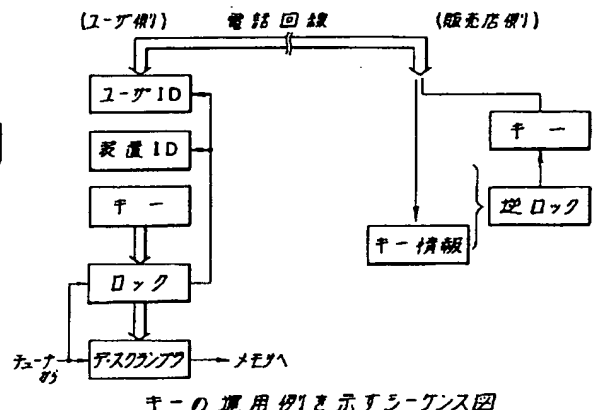 (ユーザ側)
電話回線
(販売店側)
ユーザID
装置ID
キー
ロック
チューナから
デ・スクランブラ
メモリへ
キー
逆ロック
キー情報
キーの運用例を示すシーケンス図